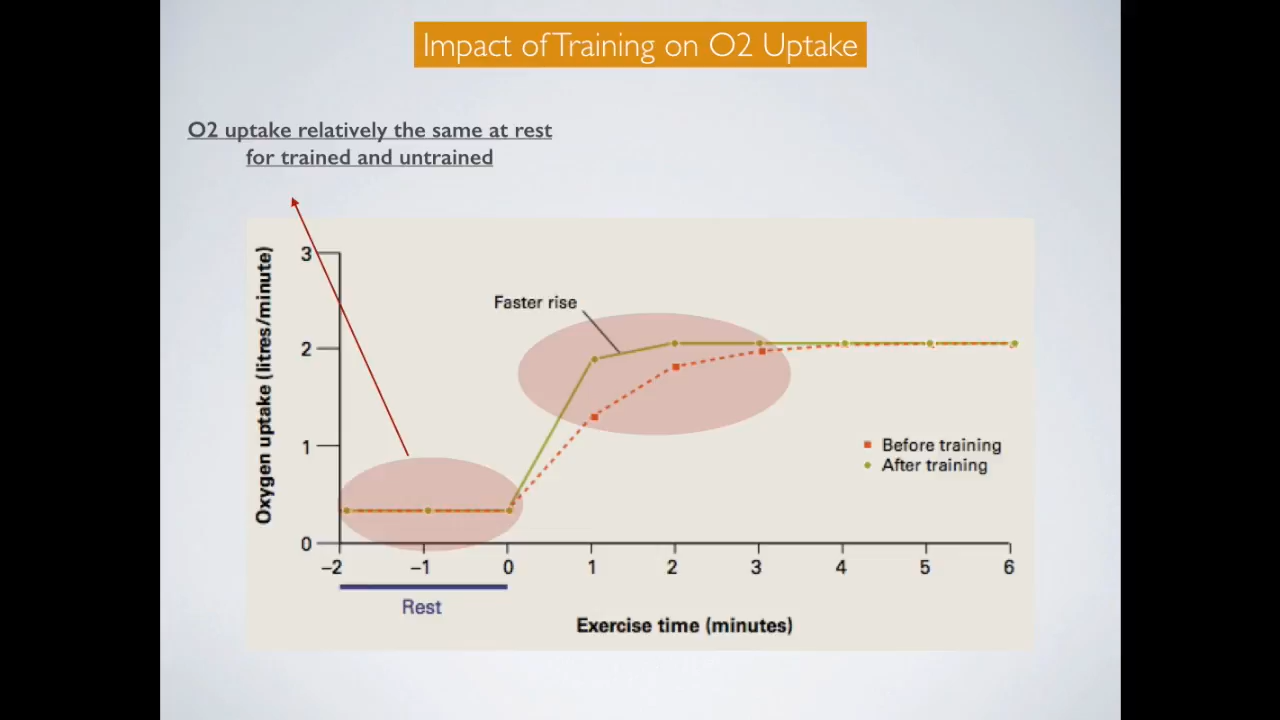 Impact of Training on O2 Uptake
O2 uptake relatively the same at rest
for trained and untrained
Oxygen uptake (litres/minute)
3
2
1
0
Faster rise
Before training
After training
–2 –1 0 1 2 3 4 5 6
Rest
Exercise time (minutes)